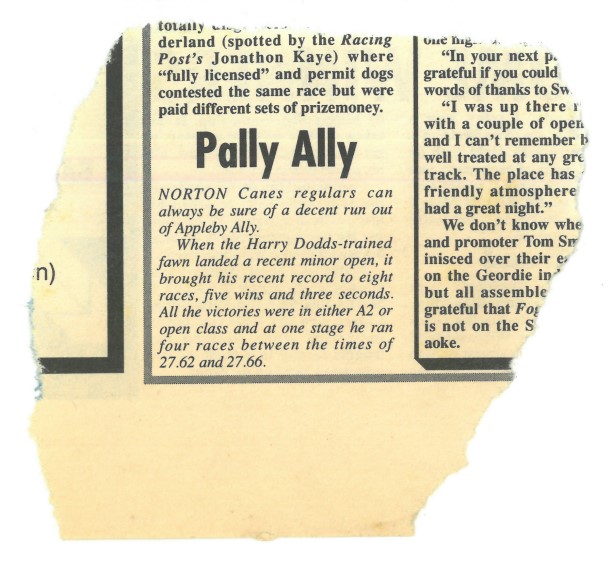 n)
totally
derland (spotted by the Racing
Post's Jonathon Kaye) where
“fully licensed” and permit dogs
contested the same race but were
paid different sets of prizemoney.
Pally Ally
NORTON Canes regulars can
always be sure of a decent run out
of Appleby Ally.
When the Harry Dodds-trained
fawn landed a recent minor open, it
brought his recent record to eight
races, five wins and three seconds.
All the victories were in either A2 or
open class and at one stage he ran
four races between the times of
27.62 and 27.66.
one
“In your next
grateful if you could
words of thanks to Sw
“I was up there
with a couple of open
and I can't remember b
well treated at any gre
track. The place has
friendly atmosphere
had a great night.”
We don't know whe
and promoter Tom Sm
inisced over their e
on the Geordie ind
but all assemble
grateful that Fog
is not on the S
aoke.